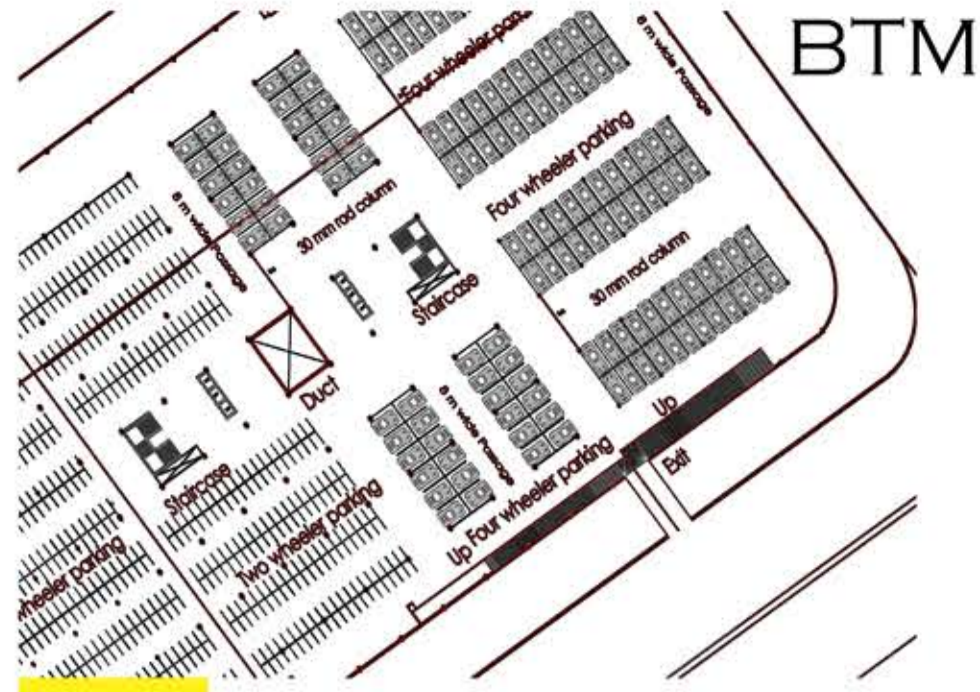 BTM
Four wheeler park
8 m wide Passage
Four wheeler parking
8 m wide Passage
30 mm rod column
Staircase
30 mm rod column
Duct
8 m wide Passage
Up
Staircase
Exit
Two wheeler parking
Up Four wheeler parking
wheeler parking